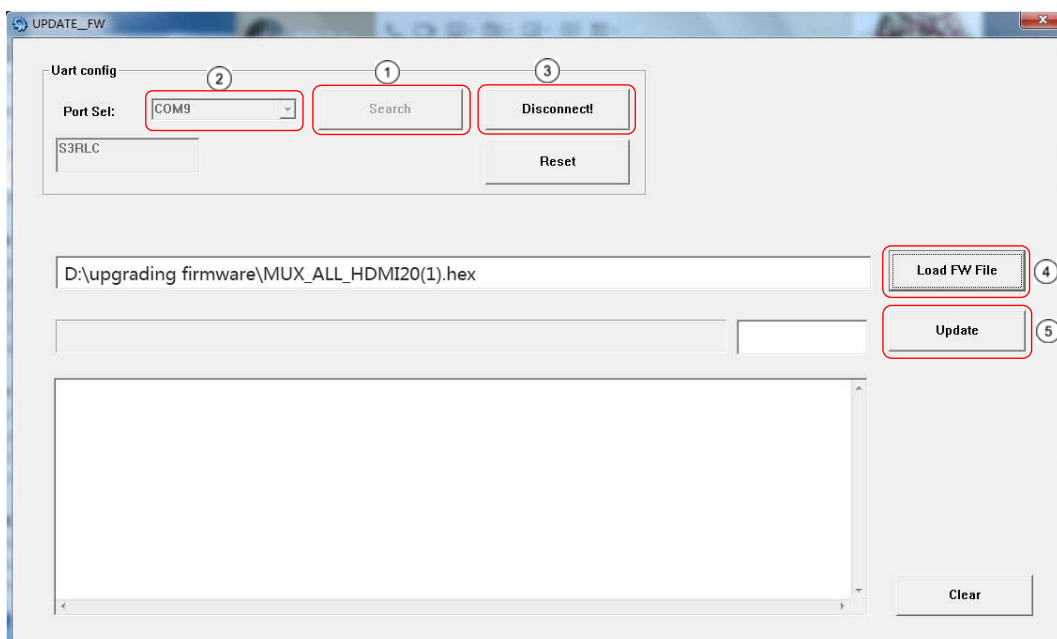 UPDATE__FW
x
Uart config
2
1
3
Port Sel:
COM9
Search
Disconnect!
S3RLC
Reset
D:\upgrading firmware\MUX_ALL_HDMI20(1).hex
Load FW File
4
Update
5
Clear